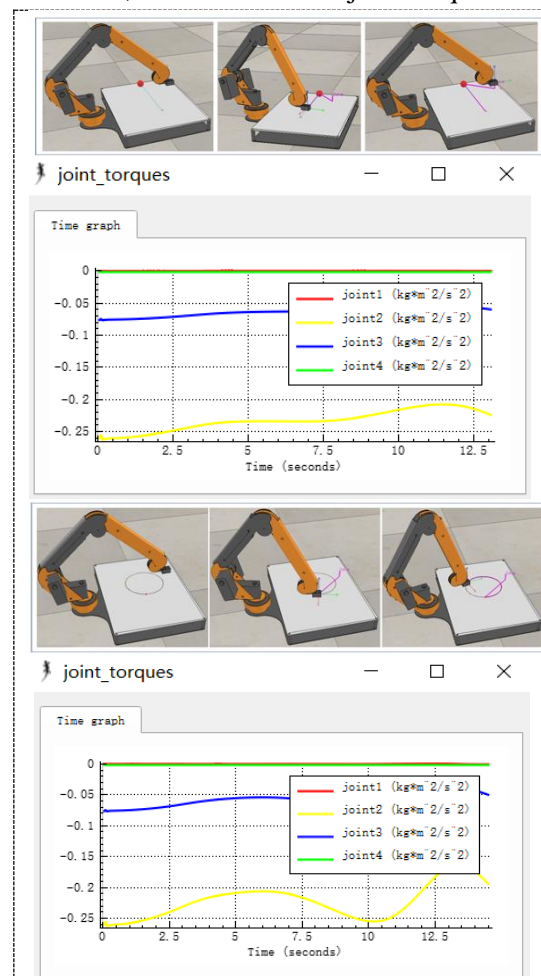 joint_torques
Time graph
0
joint1 (kg*m^2/s^2)
-0.05
joint2 (kg*m^2/s^2)
-0.1
joint3 (kg*m^2/s^2)
-0.15
joint4 (kg*m^2/s^2)
-0.2
-0.25
0 2.5 5 7.5 10 12.5
Time (seconds)
joint_torques
Time graph
0
joint1 (kg*m^2/s^2)
-0.05
joint2 (kg*m^2/s^2)
-0.1
joint3 (kg*m^2/s^2)
-0.15
joint4 (kg*m^2/s^2)
-0.2
-0.25
0 2.5 5 7.5 10 12.5
Time (seconds)